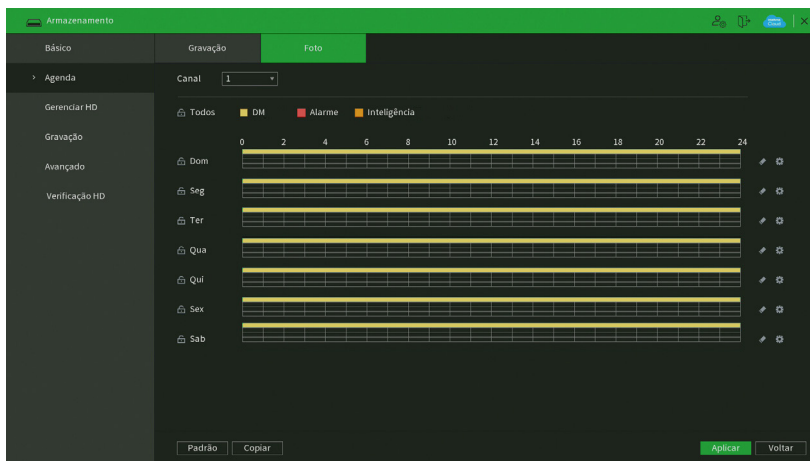 Armazenamento
Básico
Gravação
Foto
Agenda
Canal
1
Gerenciar HD
Todos
DM
Alarme
Inteligência
Gravação
0 2 4 6 8 10 12 14 16 18 20 22 24
Avançado
Dom
Verificação HD
Seg
Ter
Qua
Qui
Sex
Sab
Padrão
Copiar
Aplicar
Voltar